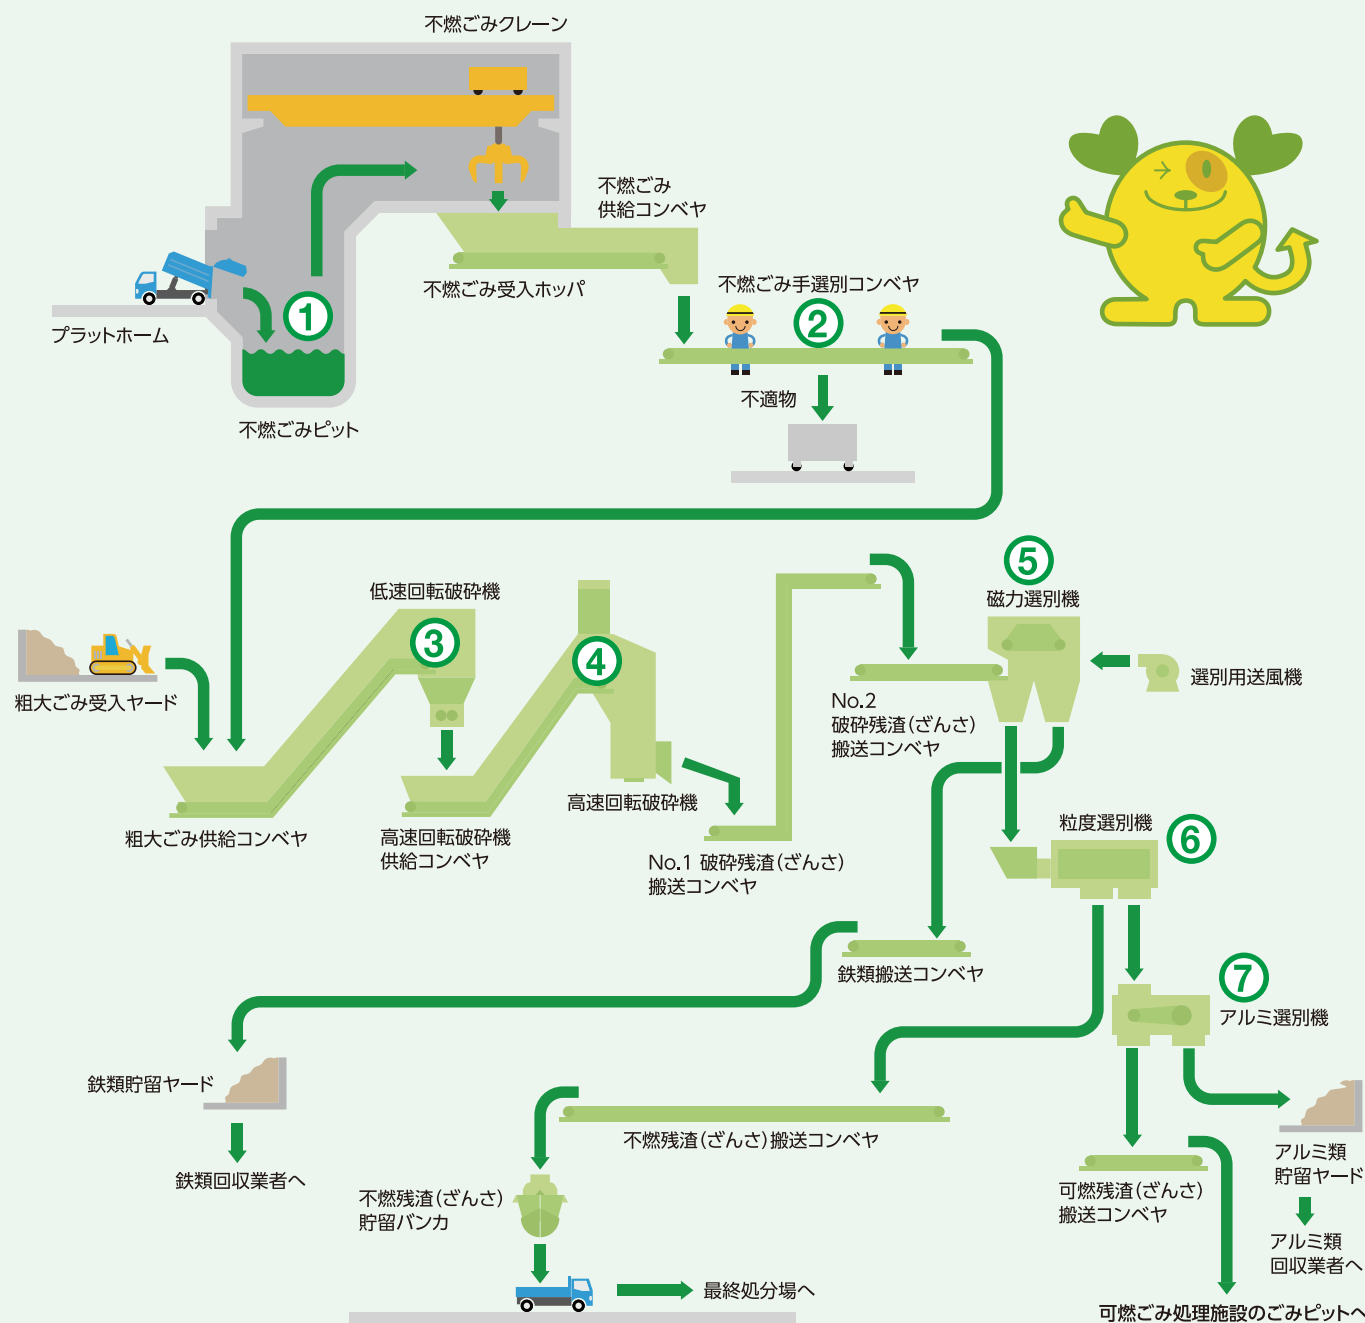 不燃ごみクレーン
不燃ごみ
供給コンベヤ
不燃ごみ受入ホッパ
不燃ごみ手選別コンベヤ
プラットホーム
1
2
不適物
不燃ごみピット
低速回転破砕機
3
4
5
磁力選別機
選別用送風機
粗大ごみ受入ヤード
No.2
破砕残渣(ざんさ)
搬送コンベヤ
高速回転破砕機
粗大ごみ供給コンベヤ
高速回転破砕機
供給コンベヤ
No.1 破砕残渣(ざんさ)
搬送コンベヤ
粒度選別機
6
鉄類搬送コンベヤ
7
アルミ選別機
鉄類貯留ヤード
鉄類回収業者へ
不燃残渣(ざんさ)搬送コンベヤ
不燃残渣(ざんさ)
貯留バンカ
可燃残渣(ざんさ)
搬送コンベヤ
アルミ類
貯留ヤード
アルミ類
回収業者へ
最終処分場へ
可燃ごみ処理施設のごみピットへ